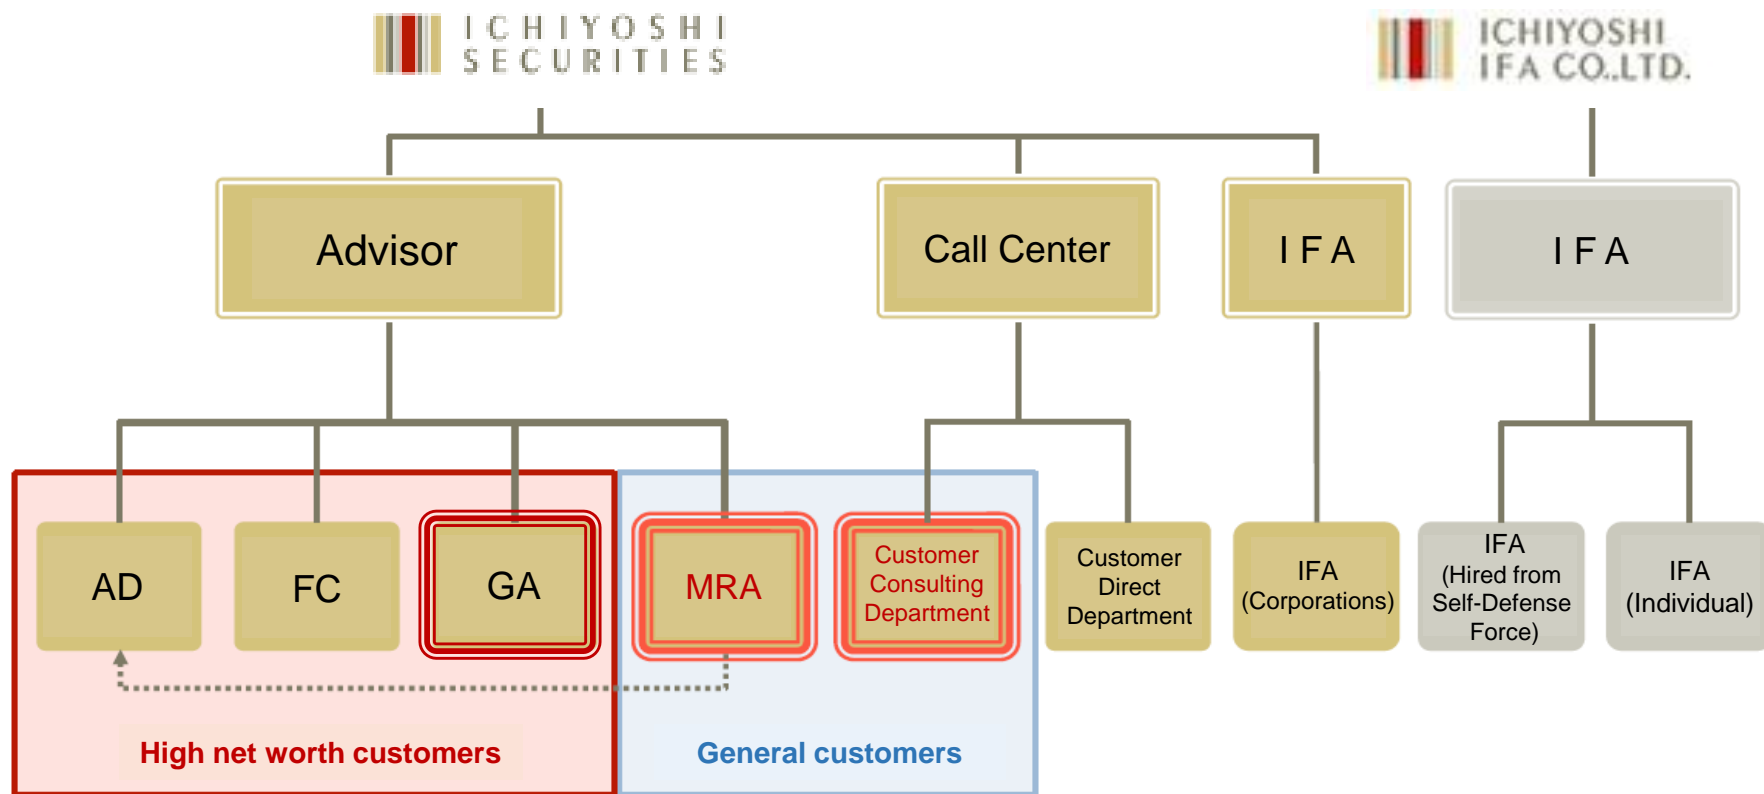 ICHIYOSHI
SECURITIES
ICHIYOSHI
IFA CO.,LTD.
Advisor
Call Center
I F A
I F A
AD
FC
GA
MRA
Customer
Consulting
Department
Customer
Direct
Department
IFA
(Corporations)
IFA
(Hired from
Self-Defense
Force)
IFA
(Individual)
High net worth customers
General customers